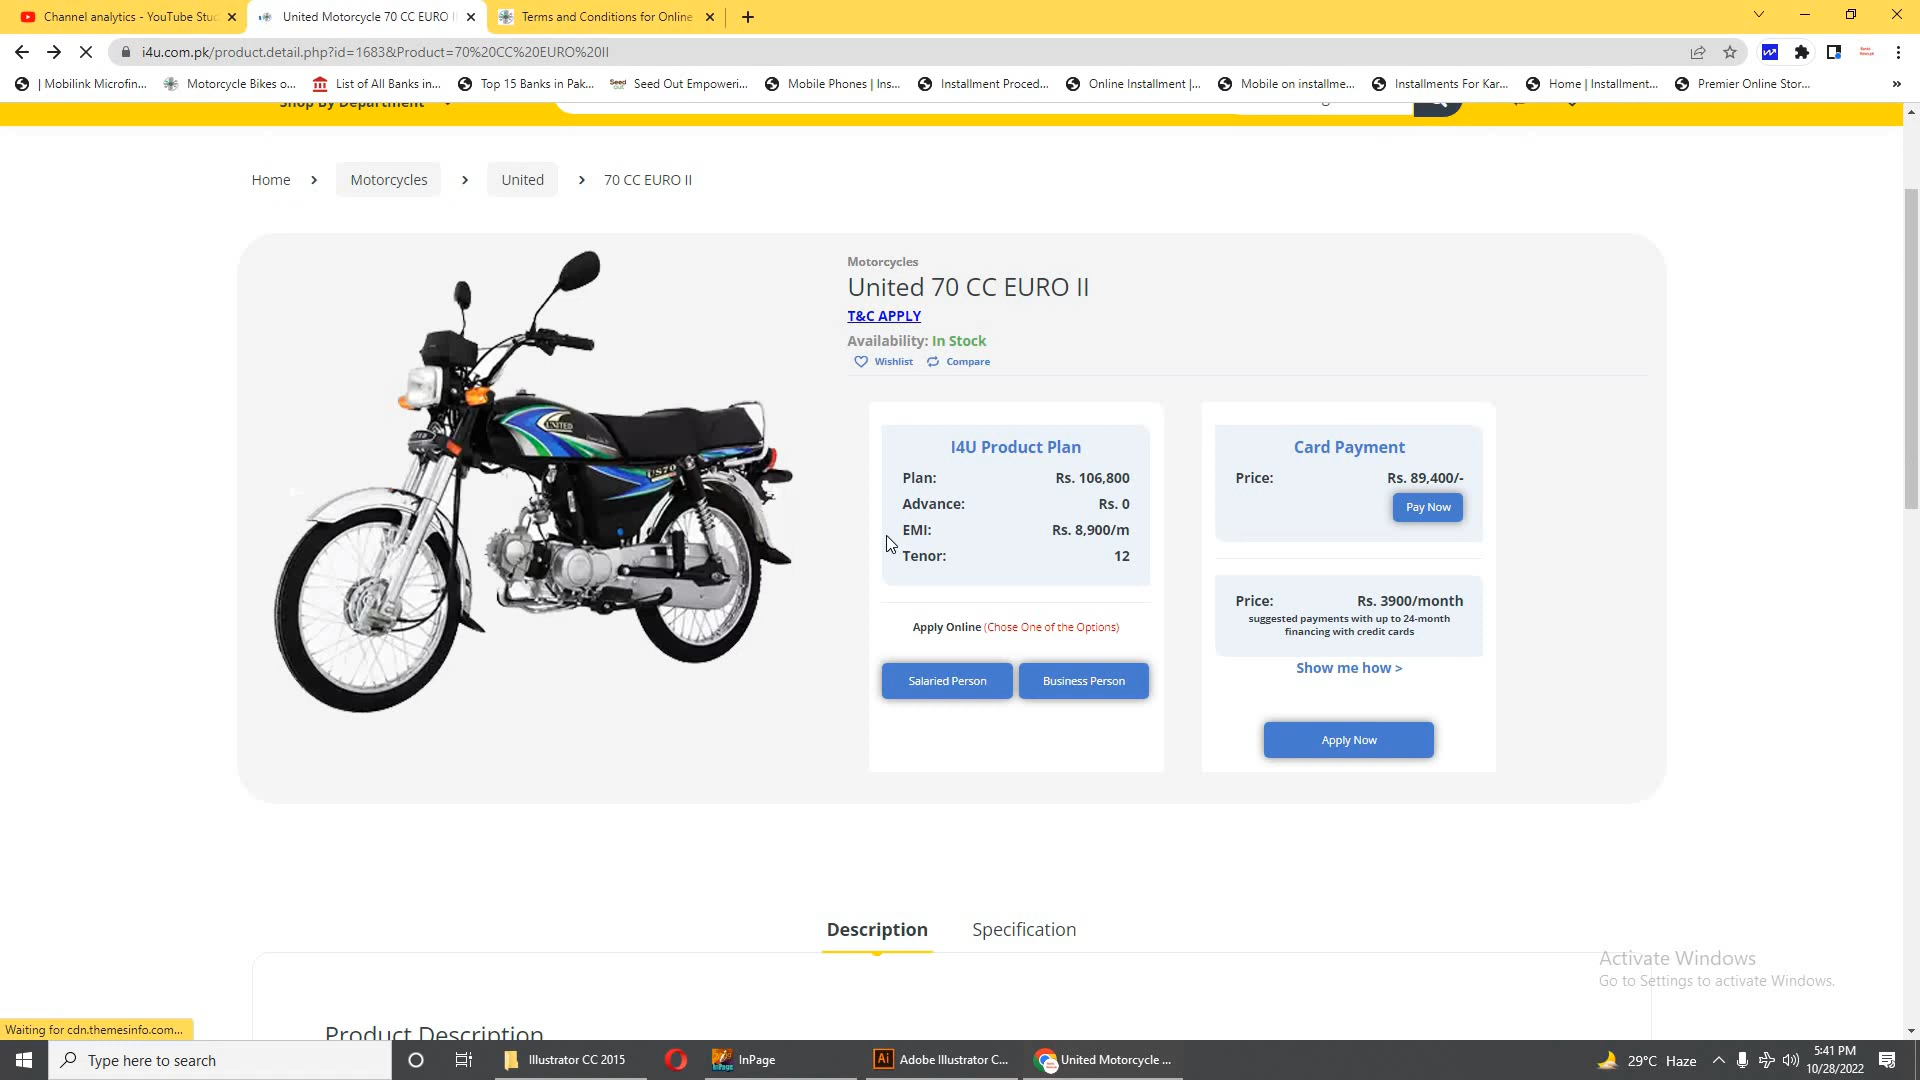 Channel analytics - YouTube Stud
United Motorcycle 70 CC EURO II
Terms and Conditions for Online
i4u.com.pk/product.detail.php?id=1683&Product=70%20CC%20EURO%20II
| Mobilink Microfin...
Motorcycle Bikes o...
List of All Banks in...
Top 15 Banks in Pak...
Seed Out Empoweri...
Mobile Phones | Ins...
Installment Proced...
Online Installment |...
Mobile on installme...
Installments For Kar...
Home | Installment...
Premier Online Stor...
»
Shop By Department
Home > Motorcycles > United > 70 CC EURO II
Motorcycles
United 70 CC EURO II
T&C APPLY
Availability: In Stock
Wishlist Compare
I4U Product Plan
Plan: Rs. 106,800
Advance: Rs. 0
EMI: Rs. 8,900/m
Tenor: 12
Apply Online (Chose One of the Options)
Salaried Person Business Person
Card Payment
Price: Rs. 89,400/-
Pay Now
Price: Rs. 3900/month
suggested payments with up to 24-month
financing with credit cards
Show me how >
Apply Now
UNITED
US70
Description Specification
Product Description
Activate Windows
Go to Settings to activate Windows.
Waiting for cdn.themesinfo.com...
Type here to search
Illustrator CC 2015
InPage
Ai
Adobe Illustrator C...
United Motorcycle ...
29°C Haze
5:41 PM
10/28/2022